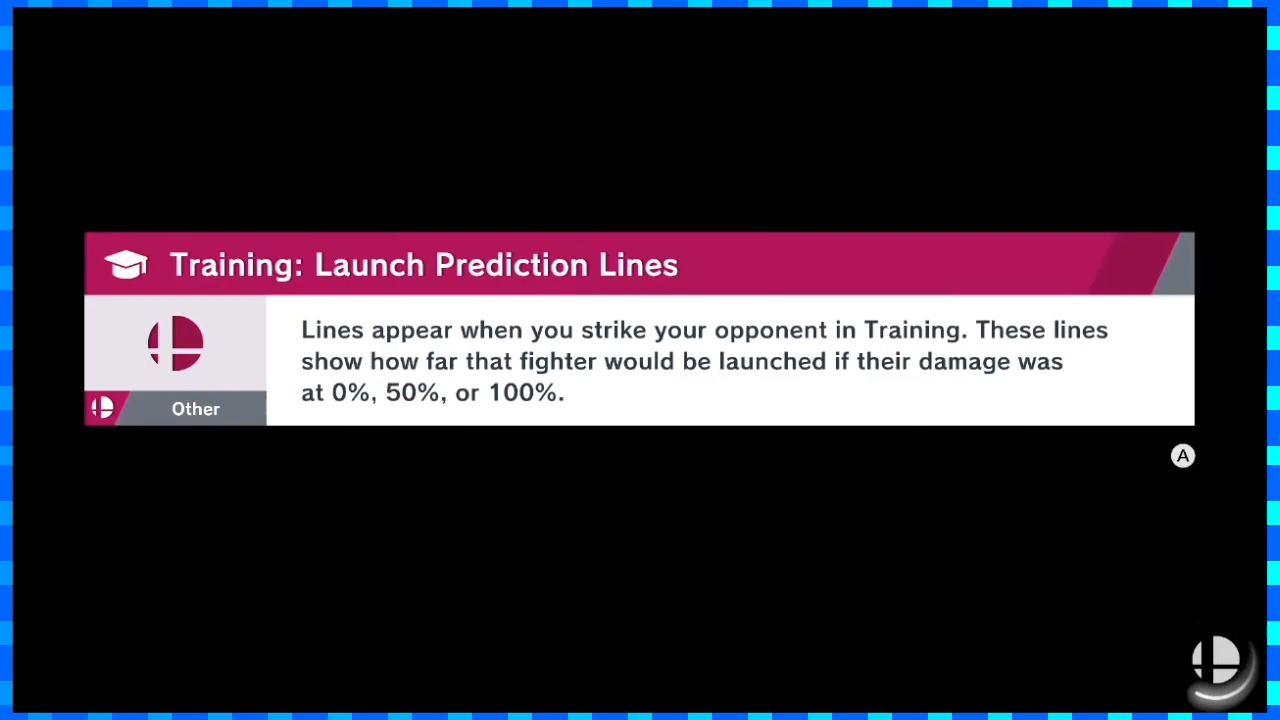 Training: Launch Prediction Lines
Lines appear when you strike your opponent in Training. These lines
show how far that fighter would be launched if their damage was
at 0%, 50%, or 100%.
Other
A